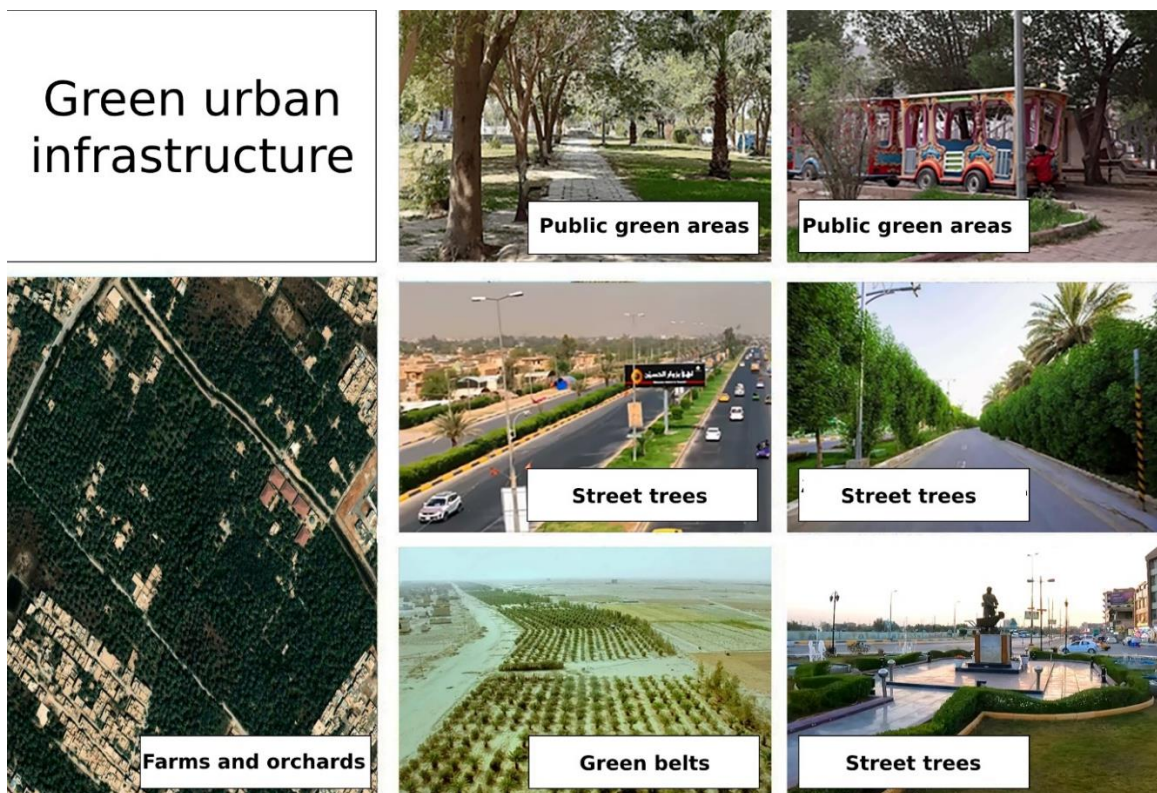 Green urban
infrastructure
Public green areas
Public green areas
Street trees
Street trees
Farms and orchards
Green belts
Street trees